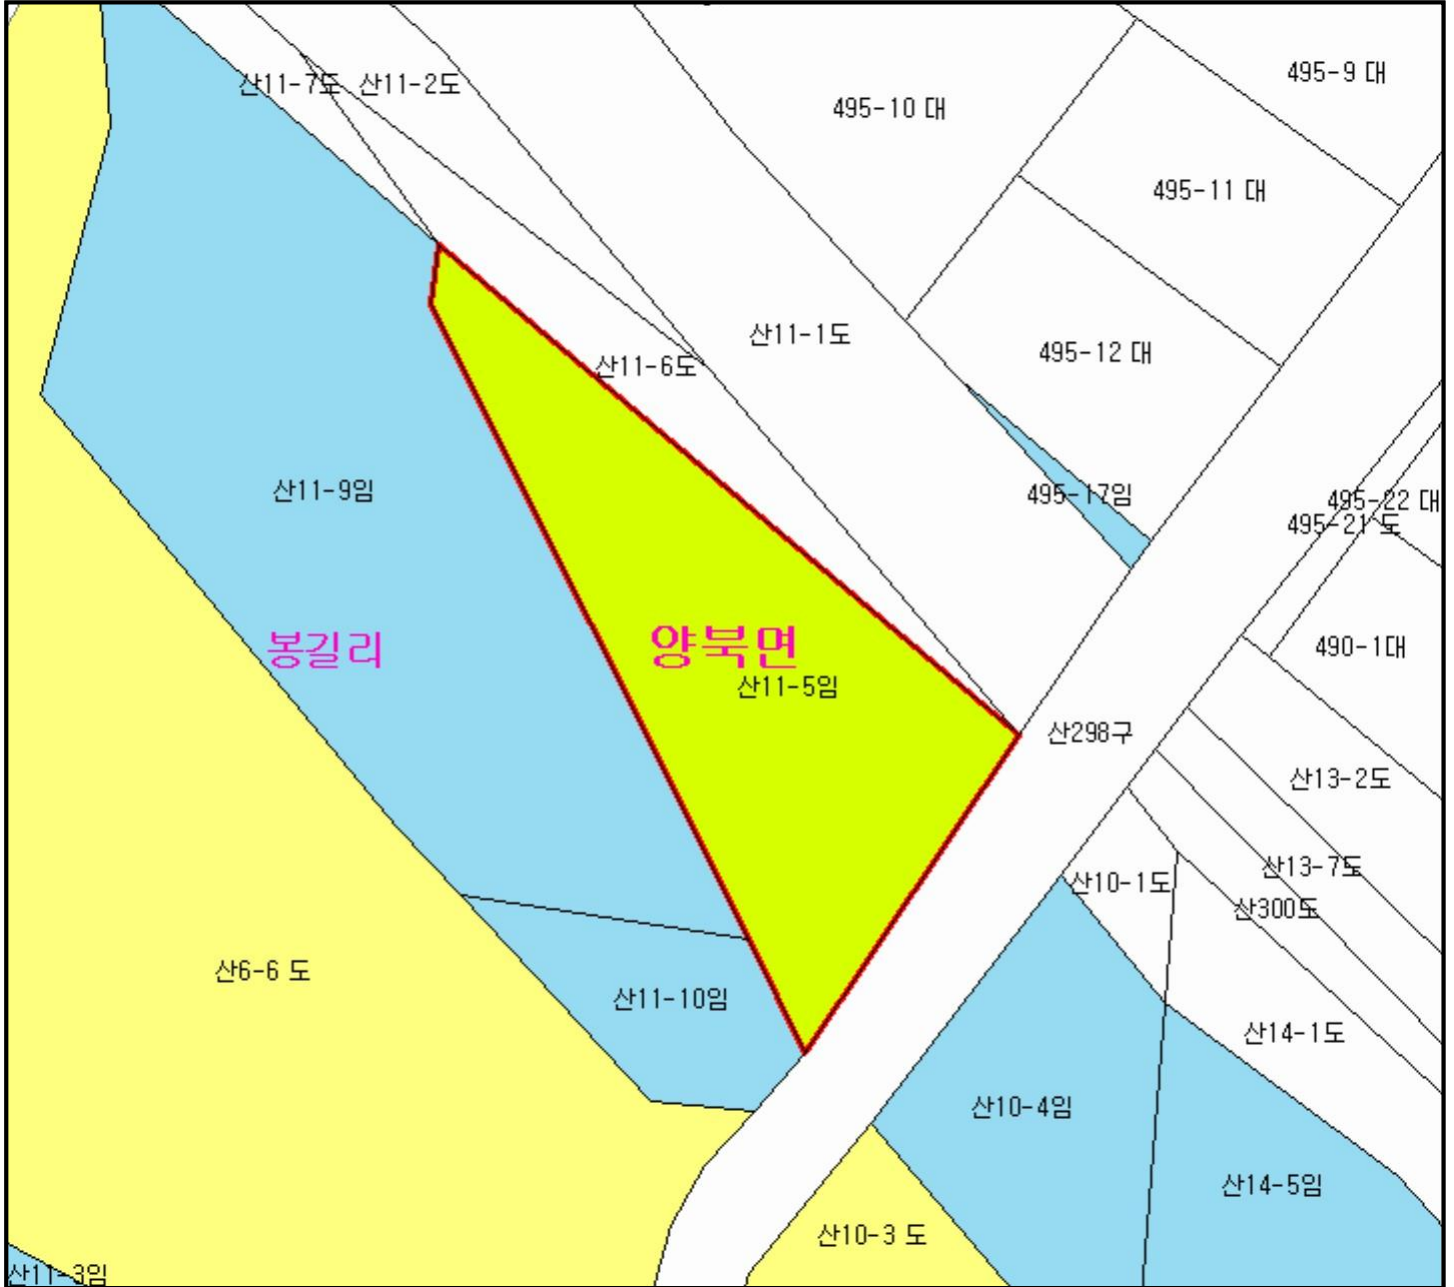 495-9 대
산11-7도
산11-2도
495-10 대
495-11 대
산11-1도
495-12 대
산11-6도
산11-9임
495-17임
495-22 대
495-21 도
봉길리
양북면
490-1대
산11-5임
산298구
산13-2도
산13-7도
산10-1도
산300도
산6-6 도
산11-10임
산14-1도
산10-4임
산14-5임
산10-3 도
산11-3임